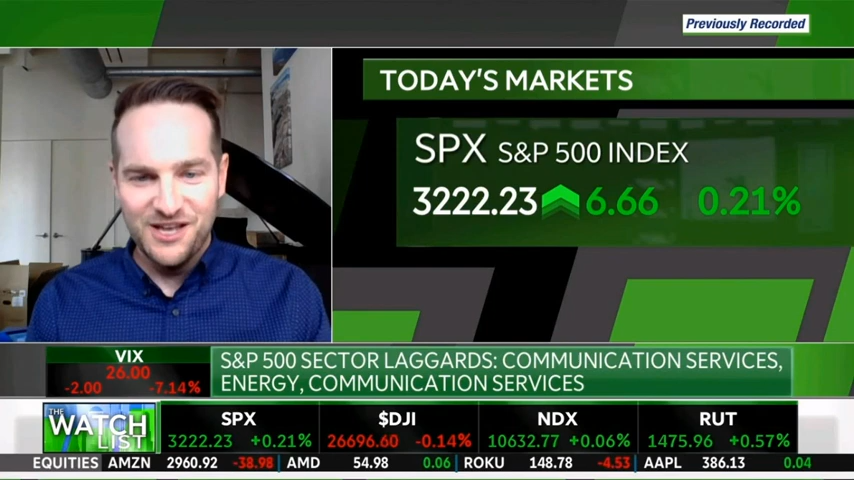 Previously Recorded
TODAY'S MARKETS
SPX S&P 500 INDEX
3222.23 6.66 0.21%
VIX
26.00
-2.00 -7.14%
S&P 500 SECTOR LAGGARDS: COMMUNICATION SERVICES,
ENERGY, COMMUNICATION SERVICES
THE
WATCH
LIST
SPX $DJI NDX RUT
3222.23 +0.21% 26696.60 -0.14% 10632.77 +0.06% 1475.96 +0.57%
EQUITIES AMZN 2960.92 -38.98 AMD 54.98 0.06 ROKU 148.78 -4.53 AAPL 386.13 0.04